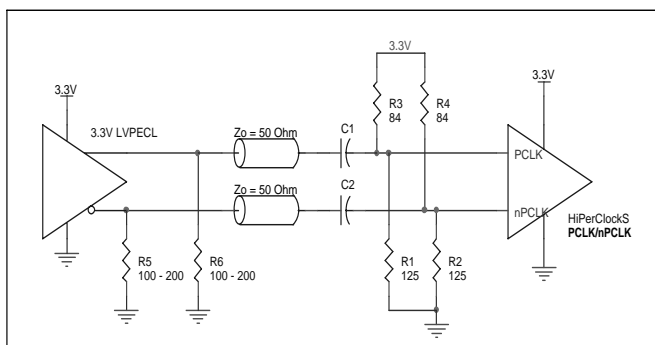 3.3V
3.3V
3.3V
R3
84
R4
84
3.3V LVPECL
Zo = 50 Ohm
C1
PCLK
Zo = 50 Ohm
C2
nPCLK
HiPerClockS
PCLK/nPCLK
R5
100 - 200
R6
100 - 200
R1
125
R2
125